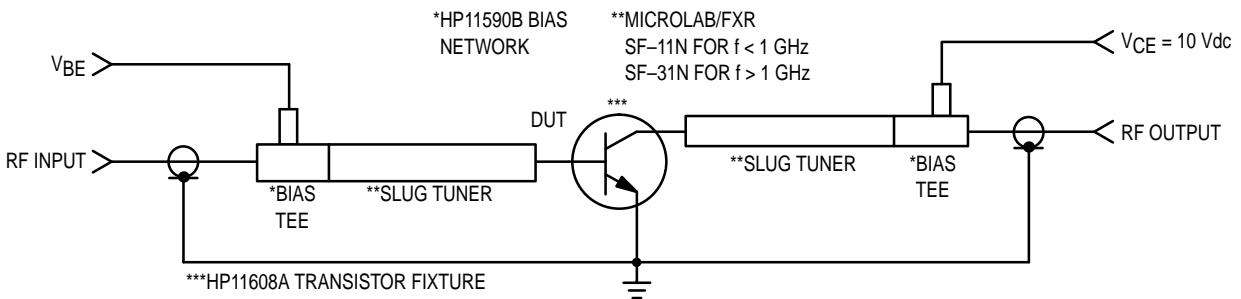 *HP11590B BIAS
NETWORK
**MICROLAB/FXR
SF–11N FOR f < 1 GHz
SF–31N FOR f > 1 GHz
VCE = 10 Vdc
VBE
***
DUT
RF INPUT
RF OUTPUT
*BIAS
TEE
**SLUG TUNER
**SLUG TUNER
*BIAS
TEE
***HP11608A TRANSISTOR FIXTURE